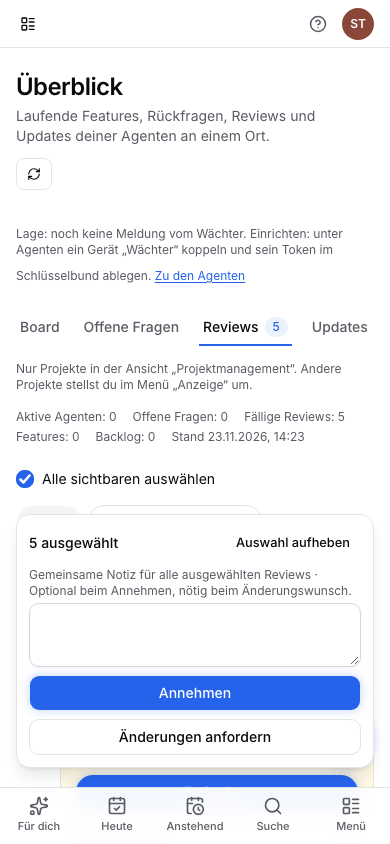 ST
Überblick
Laufende Features, Rückfragen, Reviews und
Updates deiner Agenten an einem Ort.
Lage: noch keine Meldung vom Wächter. Einrichten: unter
Agenten ein Gerät „Wächter“ koppeln und sein Token im
Schlüsselbund ablegen. Zu den Agenten
Board Offene Fragen Reviews 5 Updates
Nur Projekte in der Ansicht „Projektmanagement“. Andere
Projekte stellst du im Menü „Anzeige“ um.
Aktive Agenten: 0 Offene Fragen: 0 Fällige Reviews: 5
Features: 0 Backlog: 0 Stand 23.11.2026, 14:23
Alle sichtbaren auswählen
5 ausgewählt Auswahl aufheben
Gemeinsame Notiz für alle ausgewählten Reviews ·
Optional beim Annehmen, nötig beim Änderungswunsch.
Annehmen
Änderungen anfordern
Für dich Heute Anstehend Suche Menü